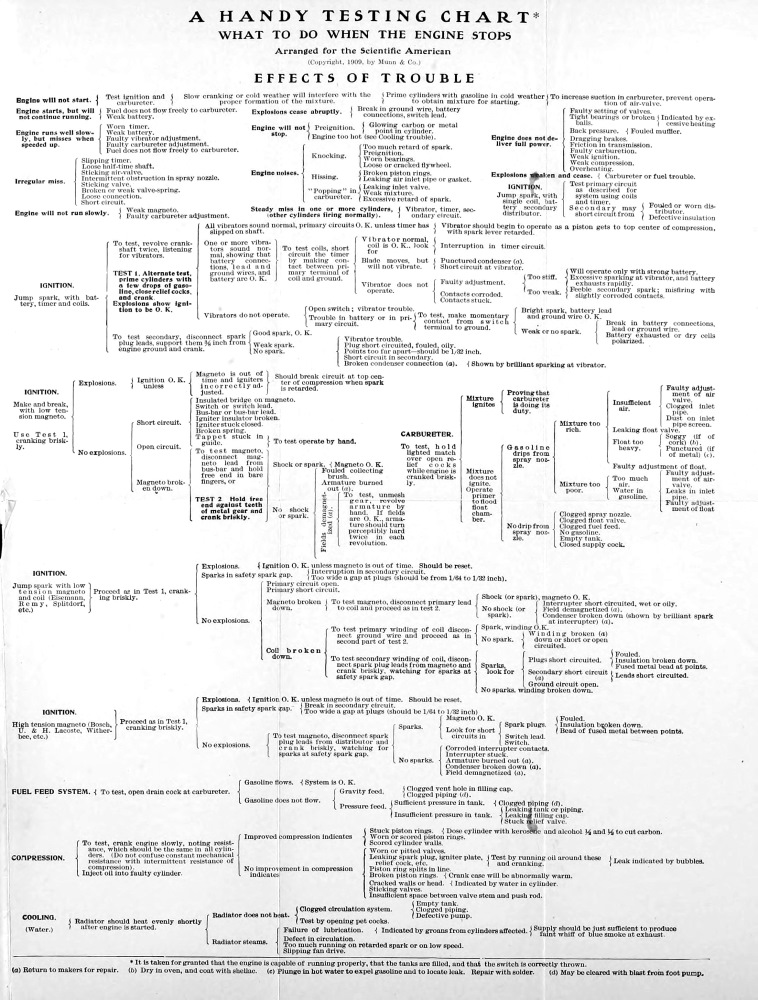 A HANDY TESTING CHART*
WHAT TO DO WHEN THE ENGINE STOPS
Arranged for the Scientific American
(Copyright, 1909, by Munn & Co.)
EFFECTS OF TROUBLE
Engine will not start. { Test ignition and carbureter. } Slow cranking or cold weather will interfere with the proper formation of the mixture. { Prime cylinders with gasoline in cold weather to obtain mixture for starting. } To increase suction in carbureter, prevent operation of air-valve.
Engine starts, but will not continue running. { Fuel does not flow freely to carbureter.
Weak battery.
Explosions cease abruptly. { Break in ground wire, battery connections, switch lead.
Engine runs well slowly, but misses when speeded up. { Worn timer.
Weak battery.
Faulty vibrator adjustment.
Faulty carbureter adjustment.
Fuel does not flow freely to carbureter.
Engine will not stop. { Preignition. { Glowing carbon or metal point in cylinder.
Engine too hot (see Cooling trouble).
Engine does not deliver full power. { Faulty setting of valves.
Tight bearings or broken balls. { Indicated by excessive heating
Back pressure. { Fouled muffler.
Dragging brakes.
Friction in transmission.
Faulty carburetion.
Weak ignition.
Weak compression.
Overheating.
Irregular miss. { Slipping timer.
Loose half-time shaft.
Sticking air-valve.
Intermittent obstruction in spray nozzle.
Sticking valve.
Broken or weak valve-spring.
Loose connection.
Short circuit.
Engine noises. { Knocking. { Too much retard of spark.
Preignition.
Worn bearings.
Loose or cracked flywheel.
Hissing. { Broken piston rings.
Leaking air inlet pipe or gasket.
"Popping" in carbureter. { Leaking inlet valve.
Weak mixture.
Excessive retard of spark.
Explosions weaken and cease. { Carbureter or fuel trouble.
Engine will not run slowly. { Weak magneto.
Faulty carbureter adjustment.
Steady miss in one or more cylinders, (other cylinders firing normally). { Vibrator, timer, secondary circuit.
IGNITION.
Jump spark, with single coil, battery secondary distributor. { Test primary circuit as described for system using coils and timer.
Secondary may short circuit from { Fouled or worn distributor.
Defective insulation
IGNITION.
Jump spark, with battery, timer and coils.
To test, revolve crankshaft twice, listening for vibrators.
All vibrators sound normal, primary circuits O.K. unless timer has slipped on shaft. { Vibrator should begin to operate as a piston gets to top center of compression, with spark lever retarded.
One or more vibrators sound normal, showing that battery connections, lead and ground wires, and battery are O. K. { To test coils, short circuit the timer by making contact between primary terminal of coil and ground.
Vibrator normal, coil is O. K., look for { Interruption in timer circuit.
Blade moves, but will not vibrate. { Punctured condenser (a).
Short circuit at vibrator.
Vibrator does not operate. { Faulty adjustment. { Too stiff. { Will operate only with strong battery.
Too weak. { Excessive sparking at vibrator, and battery exhausts rapidly.
Feeble secondary spark; misfiring with slightly corroded contacts.
Contacts corroded.
Contacts stuck.
Vibrators do not operate. { Open switch; vibrator trouble.
Trouble in battery or in primary circuit. { To test, make momentary contact from switch terminal to ground. { Bright spark, battery lead and ground wire O. K.
Weak or no spark. { Break in battery connections, lead or ground wire.
Battery exhausted or dry cells polarized.
TEST 1. Alternate test, prime cylinders with a few drops of gasoline, close relief cocks, and crank. Explosions show ignition to be O. K.
To test secondary, disconnect spark plug leads, support them ⅜ inch from engine ground and crank. { Good spark, O. K.
Weak spark.
No spark. { Vibrator trouble.
Plug short circuited, fouled, oily.
Points too far apart—should be 1/32 inch.
Short circuit in secondary.
Broken condenser connection (a). { Shown by brilliant sparking at vibrator.
IGNITION.
Make and break, with low tension magneto.
Use Test 1, cranking briskly.
Explosions. { Ignition O. K. unless { Magneto is out of time and igniters incorrectly adjusted. { Should break circuit at top center of compression when spark is retarded.
No explosions. { Short circuit. { Insulated bridge on magneto.
Switch or switch lead.
Bus-bar or bus-bar lead.
Igniter insulator broken.
Igniter stuck closed.
Open circuit. { Broken spring.
Tappet stuck in guide. } To test operate by hand.
Magneto broken down. { To test magneto, disconnect magneto lead from bus-bar and hold free end in bare fingers, or
TEST 2 Hold free end against teeth of metal gear and crank briskly.
Shock or spark. { Magneto O. K.
No shock or spark. { Fouled collecting brush.
Armature burned out (a).
Fields demagnetized (a). { To test, unmesh gear, revolve armature by hand. If fields are O. K., armature should turn perceptibly hard twice in each revolution.
CARBURETER.
To test, hold lighted match over open relief cocks while engine is cranked briskly.
Mixture ignites { Proving that carbureter is doing its duty.
Mixture does not ignite. Operate primer to flood float chamber. { Gasoline drips from spray nozzle. { Mixture too rich. { Insufficient air. { Faulty adjustment of air valve.
Clogged inlet pipe.
Dust on inlet pipe screen.
Leaking float valve.
Float too heavy. { Soggy (if of cork) (b).
Punctured (if of metal) (c).
Faulty adjustment of float.
Mixture too poor. { Too much air. { Faulty adjustment of air-valve.
Leaks in inlet pipe.
Water in gasoline.
Faulty adjustment of float
No drip from spray nozzle. { Clogged spray nozzle.
Clogged float valve.
Clogged fuel feed.
No gasoline.
Empty tank.
Closed supply cock.
IGNITION.
Jump spark with low tension magneto and coil (Eisemann, Remy, Splitdorf, etc.) } Proceed as in Test 1, cranking briskly.
Explosions. { Ignition O. K. unless magneto is out of time. Should be reset.
Sparks in safety spark gap. { Interruption in secondary circuit.
Too wide a gap at plugs (should be from 1/64 to 1/32 inch).
No explosions. { Primary circuit open.
Primary short circuit.
Magneto broken down. { To test magneto, disconnect primary lead to coil and proceed as in test 2. { Shock (or spark), magneto O. K.
No shock (or spark). { Interrupter short circuited, wet or oily.
Field demagnetized (a).
Condenser broken down (shown by brilliant spark at interrupter) (a).
Coil broken down. { To test primary winding of coil disconnect ground wire and proceed as in second part of test 2. { Spark, winding O.K.
No spark. { Winding broken (a) down or short or open circuited.
To test secondary winding of coil, disconnect spark plug leads from magneto and crank briskly, watching for sparks at safety spark gap. { Sparks, look for { Plugs short circuited. { Fouled.
Insulation broken down.
Fused metal bead at points.
Secondary short circuit (a) { Leads short circuited.
Ground circuit open.
No sparks. winding broken down.
IGNITION.
High tension magneto (Bosch, U. & H. Lacoste, Witherbee, etc.) } Proceed as in Test 1, cranking briskly.
Explosions. { Ignition O. K. unless magneto is out of time. Should be reset.
Sparks in safety spark gap. { Break in secondary circuit.
Too wide a gap at plugs (should be 1/64 to 1/32 inch)
No explosions. { To test magneto, disconnect spark plug leads from distributor and crank briskly, watching for sparks at safety spark gap. { Sparks. { Magneto O. K.
Look for short circuits in { Spark plugs. { Fouled.
Insulation broken down.
Bead of fused metal between points.
Switch lead.
Switch.
No sparks. { Corroded interrupter contacts.
Interrupter stuck.
Armature burned out (a).
Condenser broken down (a).
Field demagnetized (a).
FUEL FEED SYSTEM. { To test, open drain cock at carbureter. { Gasoline flows. { System is O. K.
Gasoline does not flow. { Gravity feed. { Clogged vent hole in filling cap.
Clogged piping (d).
Pressure feed. { Sufficient pressure in tank. { Clogged piping (d).
Insufficient pressure in tank. { Leaking tank or piping.
Leaking filling cap.
Stuck relief valve.
COMPRESSION. { To test, crank engine slowly, noting resistance, which should be the same in all cylinders. (Do not confuse constant mechanical resistance with intermittent resistance of compression).
Inject oil into faulty cylinder.
Improved compression indicates { Stuck piston rings. { Dose cylinder with kerosene and alcohol ½ and ½ to cut carbon.
Worn or scored piston rings.
Scored cylinder walls.
No improvement in compression indicates { Worn or pitted valves.
Leaking spark plug, igniter plate, relief cock, etc. { Test by running oil around these and cranking. { Leak indicated by bubbles.
Piston ring splits in line.
Broken piston rings. { Crank case will be abnormally warm.
Cracked walls or head. { Indicated by water in cylinder.
Sticking valves.
Insufficient space between valve stem and push rod.
COOLING.
(Water.) { Radiator should heat evenly shortly after engine is started.
Radiator does not heat. { Clogged circulation system. { Empty tank.
Clogged piping.
Defective pump.
Test by opening pet cocks.
Radiator steams. { Failure of lubrication. { Indicated by groans from cylinders affected. { Supply should be just sufficient to produce faint whiff of blue smoke at exhaust.
Defect in circulation.
Too much running on retarded spark or on low speed.
Slipping fan drive.
* It is taken for granted that the engine is capable of running properly, that the tanks are filled, and that the switch is correctly thrown.
(a) Return to makers for repair. (b) Dry in oven, and coat with shellac. (c) Plunge in hot water to expel gasoline and to locate leak. Repair with solder. (d) May be cleared with blast from foot pump.